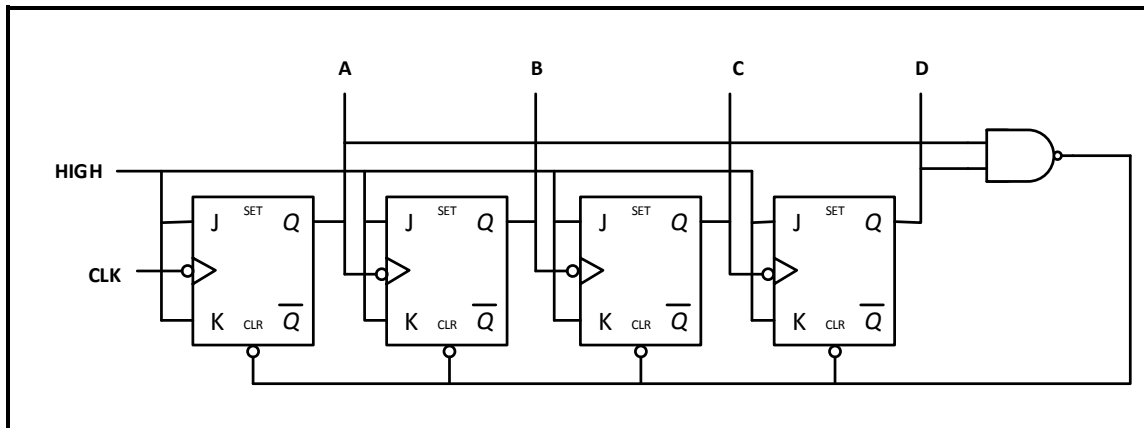 A B C D
HIGH
J SET Q J SET Q J SET Q J SET Q
CLK
K CLR Q̅ K CLR Q̅ K CLR Q̅ K CLR Q̅